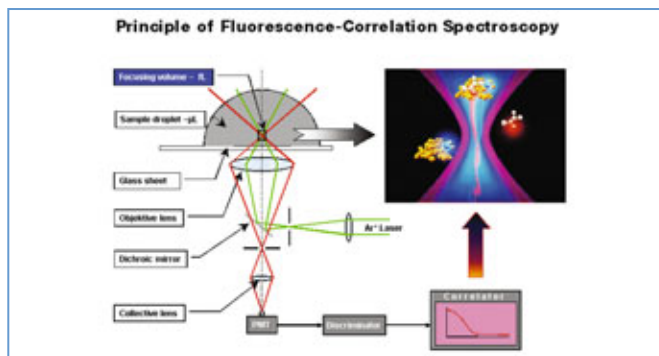 Principle of Fluorescence-Correlation Spectroscopy
Focusing volume – fL
Sample droplet –µL
Glass sheet
Objektive lens
Dichroic mirror
Ar⁺ Laser
Collective lens
PMT
Discriminator
Correlator